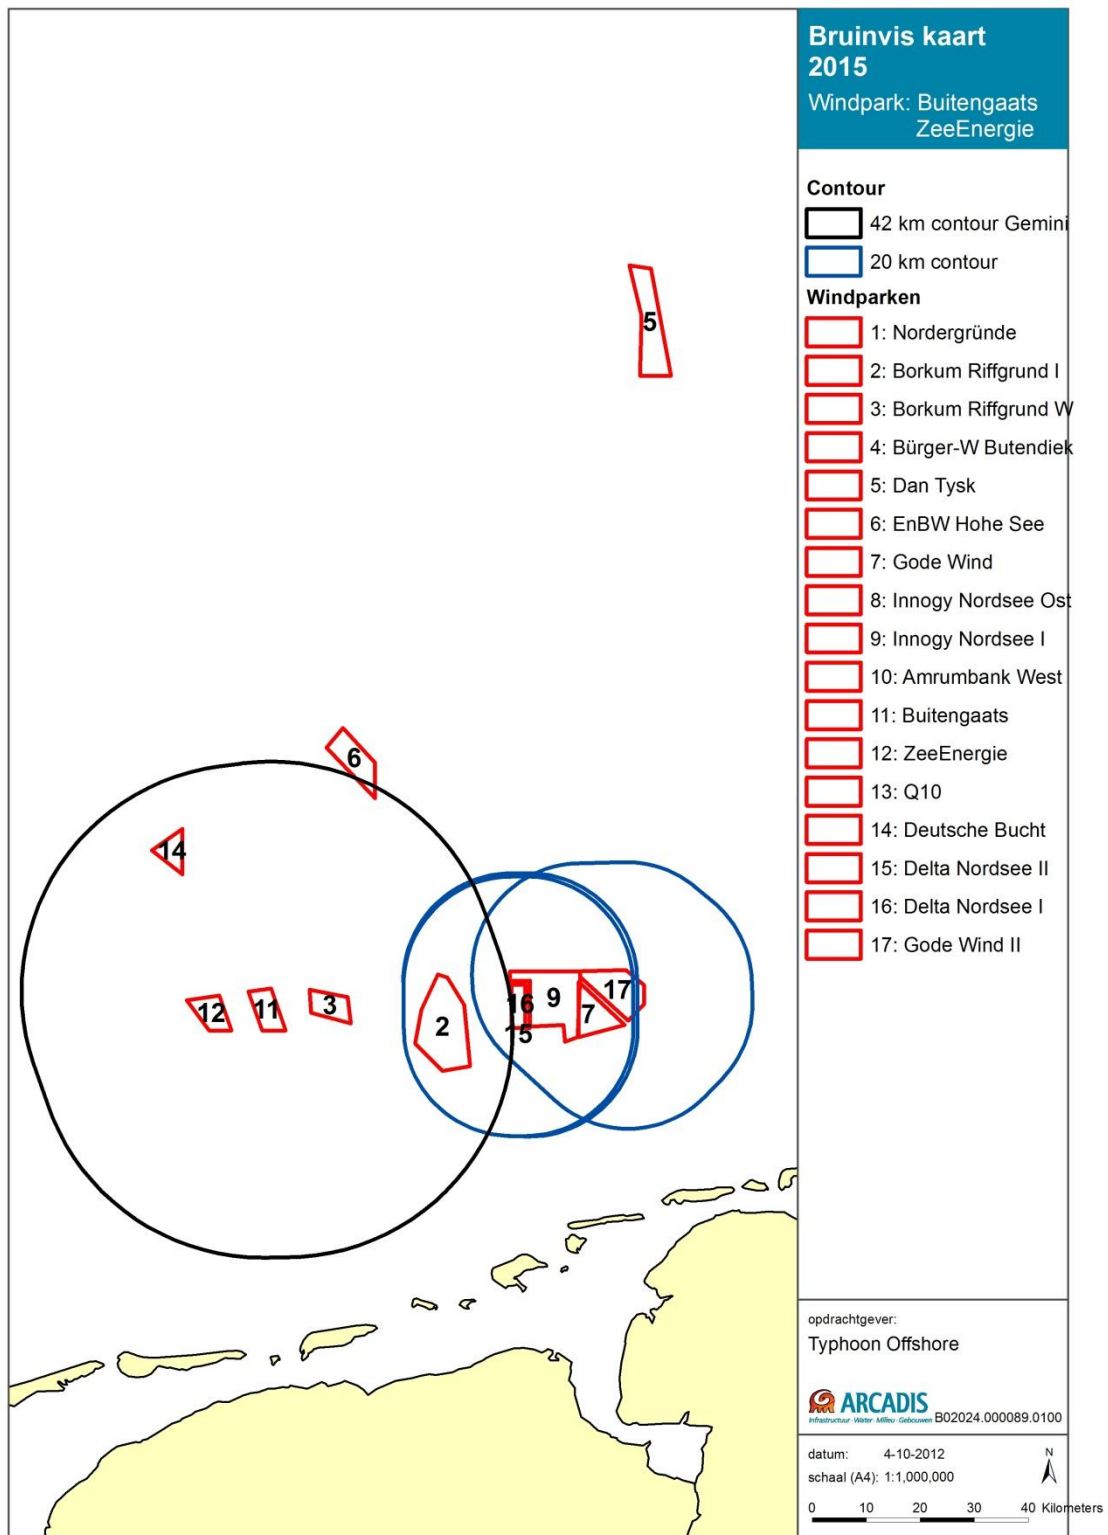 Bruinvis kaart
2015
Windpark: Buitengaats
ZeeEnergie
Contour
42 km contour Gemini
20 km contour
Windparken
1: Nordergründe
2: Borkum Riffgrund I
3: Borkum Riffgrund W
4: Bürger-W Butendiek
5: Dan Tysk
6: EnBW Hohe See
7: Gode Wind
8: Innogy Nordsee Ost
9: Innogy Nordsee I
10: Amrumbank West
11: Buitengaats
12: ZeeEnergie
13: Q10
14: Deutsche Bucht
15: Delta Nordsee II
16: Delta Nordsee I
17: Gode Wind II
5
6
14
12
11
3
2
16
15
9
7
17
opdrachtgever:
Typhoon Offshore
ARCADIS
Infrastructuur · Water · Milieu · Gebouwen
B02024.000089.0100
datum: 4-10-2012
schaal (A4): 1:1,000,000
N
0 10 20 30 40 Kilometers